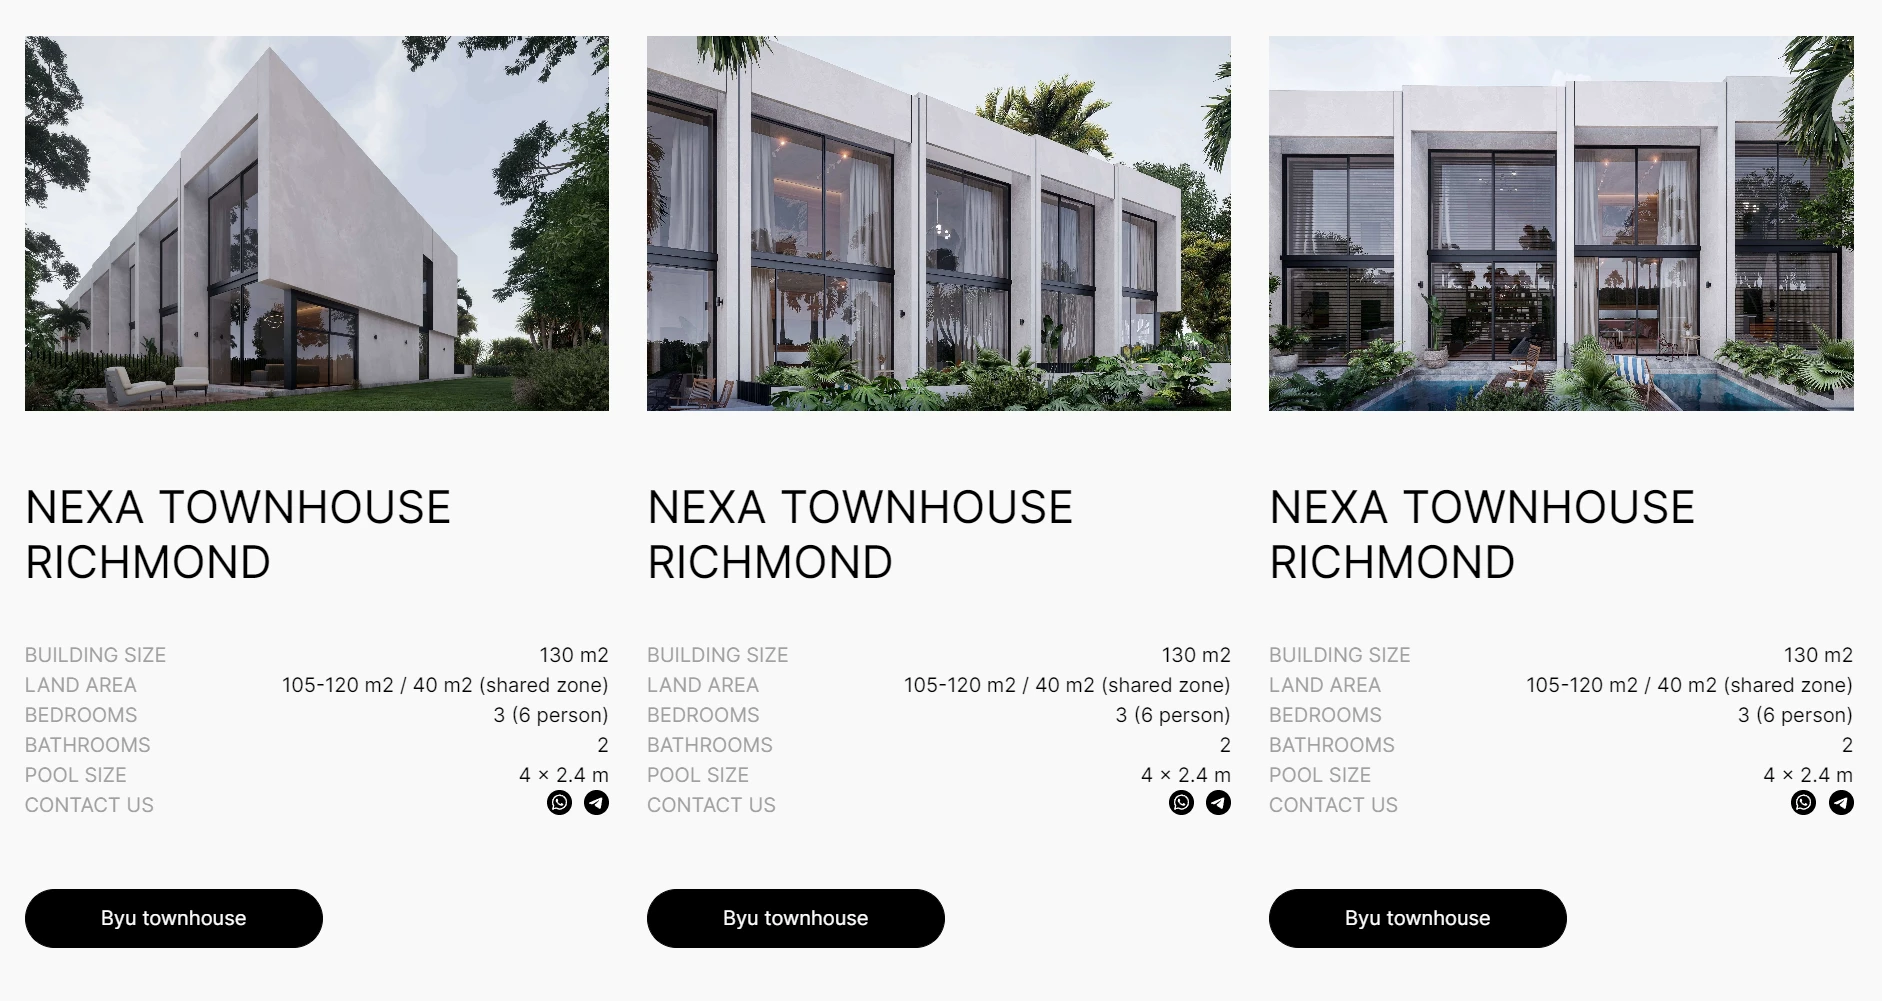 NEXA TOWNHOUSE
RICHMOND
BUILDING SIZE 130 m2
LAND AREA 105-120 m2 / 40 m2 (shared zone)
BEDROOMS 3 (6 person)
BATHROOMS 2
POOL SIZE 4 × 2.4 m
CONTACT US
Byu townhouse
NEXA TOWNHOUSE
RICHMOND
BUILDING SIZE 130 m2
LAND AREA 105-120 m2 / 40 m2 (shared zone)
BEDROOMS 3 (6 person)
BATHROOMS 2
POOL SIZE 4 × 2.4 m
CONTACT US
Byu townhouse
NEXA TOWNHOUSE
RICHMOND
BUILDING SIZE 130 m2
LAND AREA 105-120 m2 / 40 m2 (shared zone)
BEDROOMS 3 (6 person)
BATHROOMS 2
POOL SIZE 4 × 2.4 m
CONTACT US
Byu townhouse